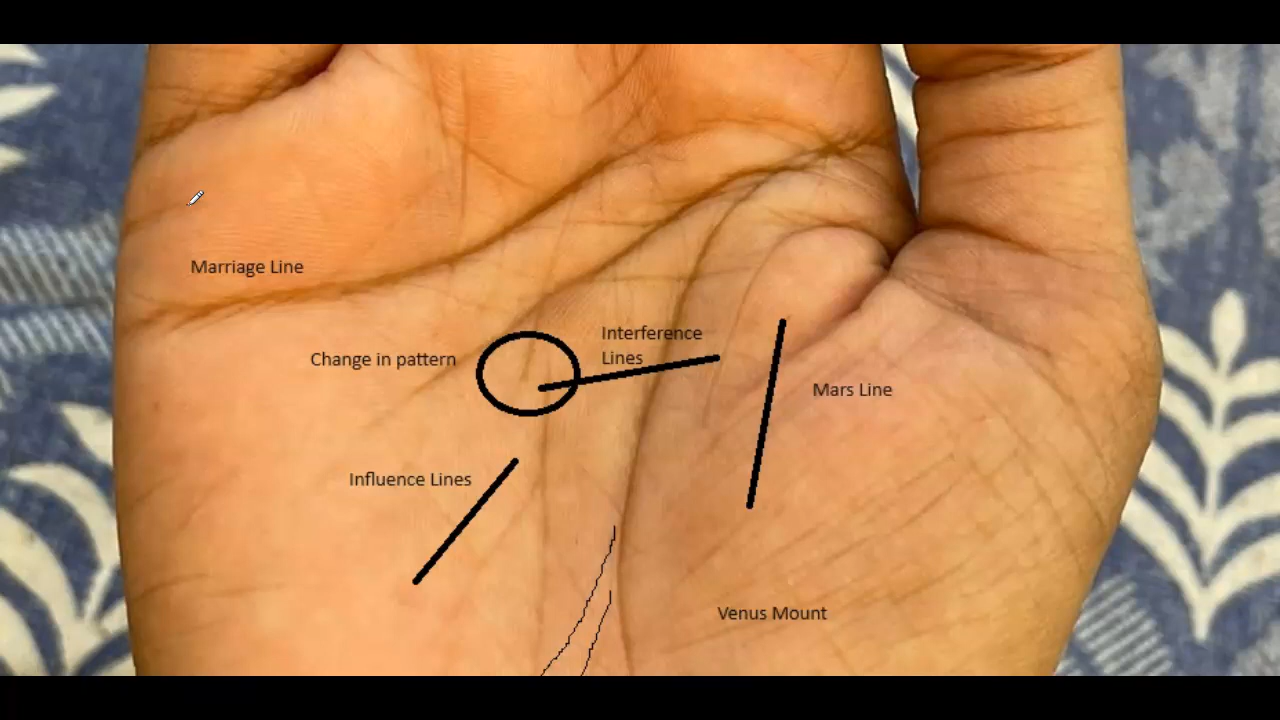 Marriage Line
Interference
Lines
Change in pattern
Mars Line
Influence Lines
Venus Mount